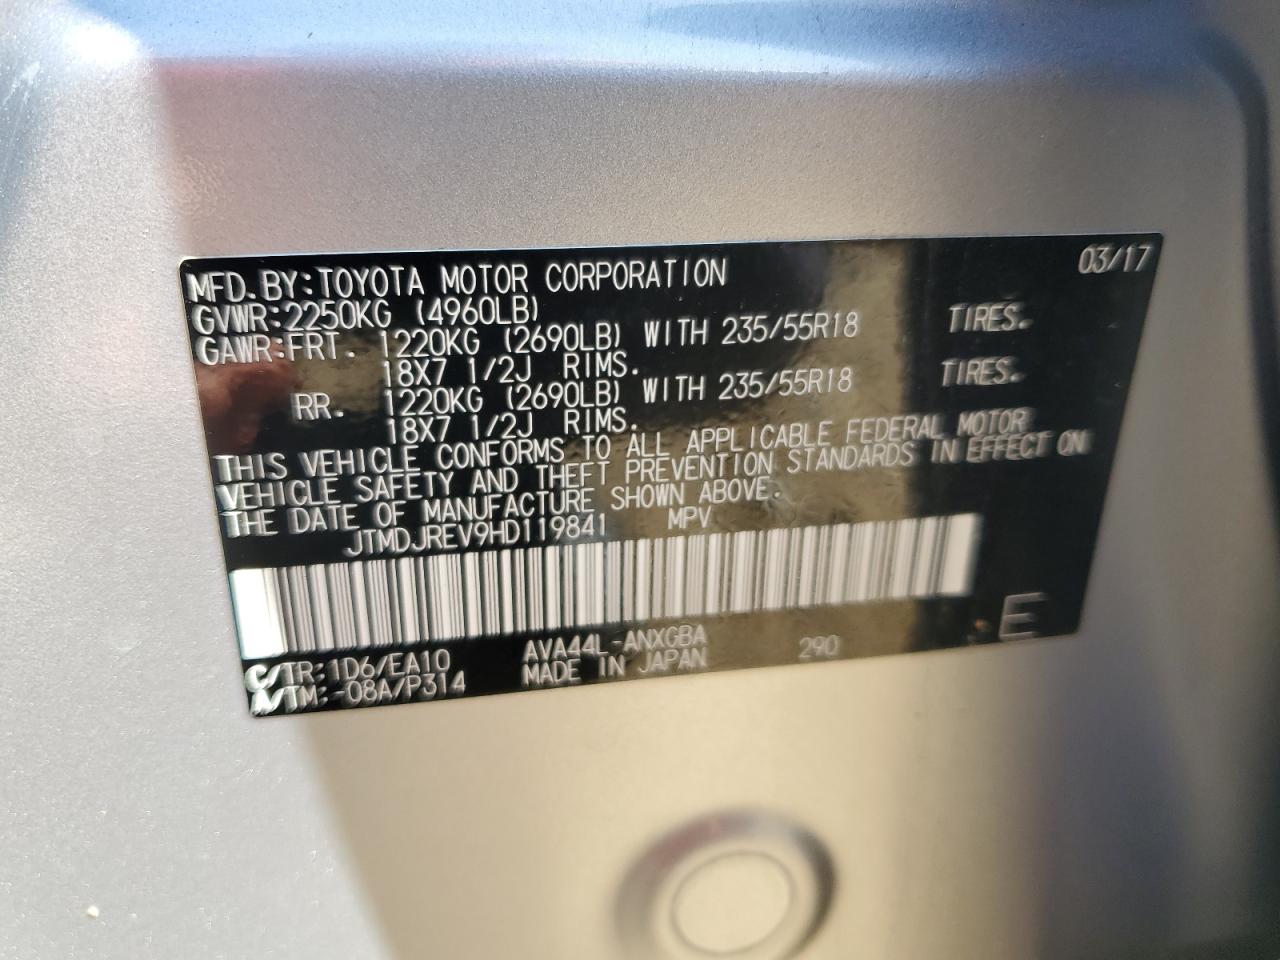 MFD. BY: TOYOTA MOTOR CORPORATION 03/17
GVWR: 2250KG (4960LB)
GAWR: FRT. 1220KG (2690LB) WITH 235/55R18 TIRES.
18X7 1/2J RIMS.
RR. 1220KG (2690LB) WITH 235/55R18 TIRES.
18X7 1/2J RIMS.
THIS VEHICLE CONFORMS TO ALL APPLICABLE FEDERAL MOTOR
VEHICLE SAFETY AND THEFT PREVENTION STANDARDS IN EFFECT ON
THE DATE OF MANUFACTURE SHOWN ABOVE.
JTMDJREV9HD119841 MPV
C/TR: 1D6/EA10 AVA44L-ANXGBA 290 E
A/TM: -08A/P314 MADE IN JAPAN